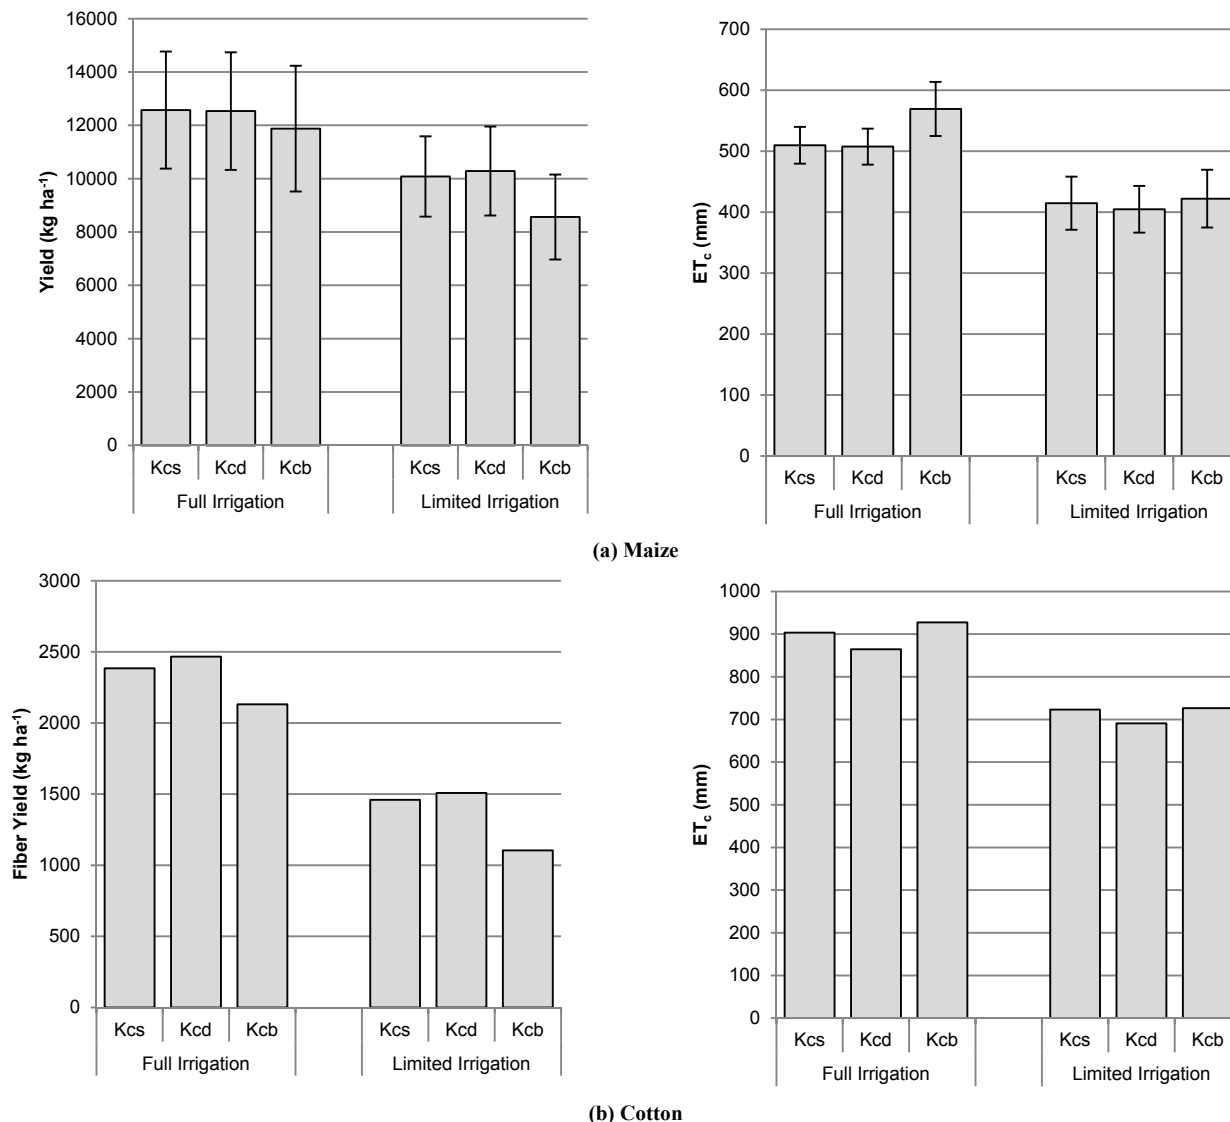 16000
14000
12000
10000
8000
6000
4000
2000
0
Yield (kg ha-1)
Kcs Kcd Kcb Kcs Kcd Kcb
Full Irrigation Limited Irrigation
700
600
500
400
300
200
100
0
ETc (mm)
Kcs Kcd Kcb Kcs Kcd Kcb
Full Irrigation Limited Irrigation
(a) Maize
3000
2500
2000
1500
1000
500
0
Fiber Yield (kg ha-1)
Kcs Kcd Kcb Kcs Kcd Kcb
Full Irrigation Limited Irrigation
1000
900
800
700
600
500
400
300
200
100
0
ETc (mm)
Kcs Kcd Kcb Kcs Kcd Kcb
Full Irrigation Limited Irrigation
(b) Cotton